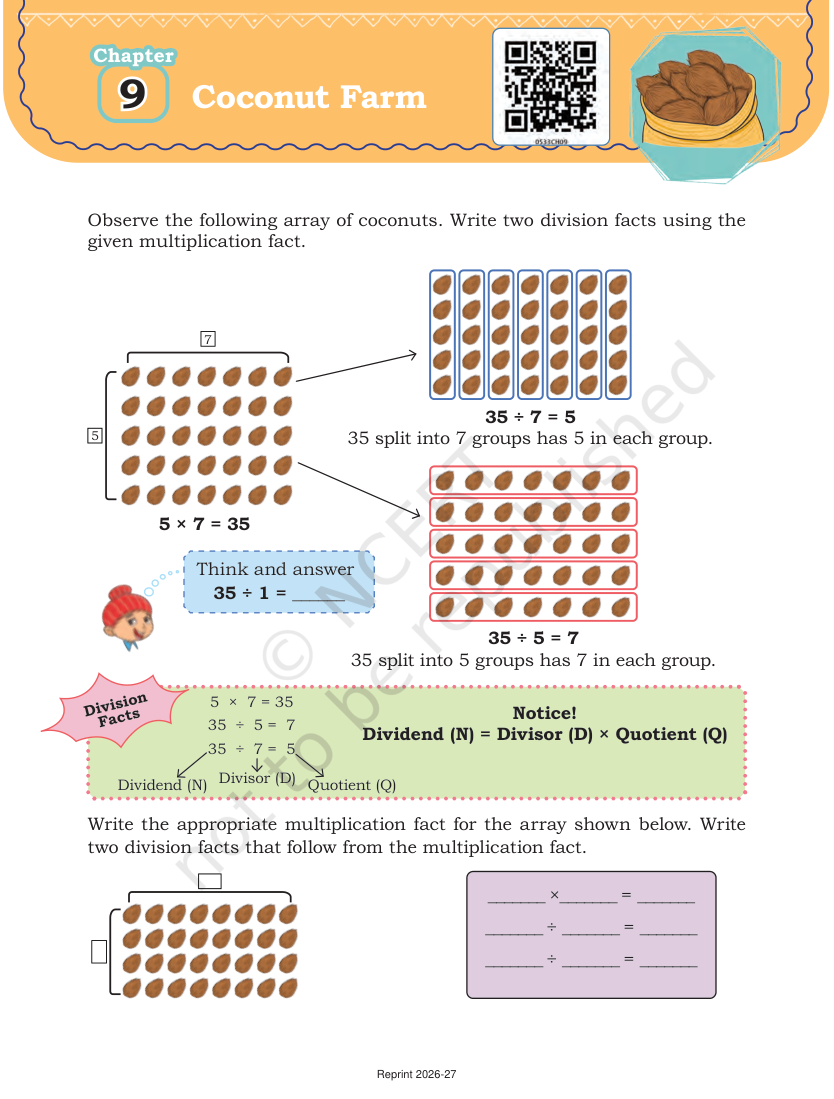 Chapter
9
Coconut Farm
0533CH09
Observe the following array of coconuts. Write two division facts using the
given multiplication fact.
7
5
5 × 7 = 35
35 ÷ 7 = 5
35 split into 7 groups has 5 in each group.
Think and answer
35 ÷ 1 = ______
35 ÷ 5 = 7
35 split into 5 groups has 7 in each group.
Division
Facts
5 × 7 = 35
35 ÷ 5 = 7
35 ÷ 7 = 5
Dividend (N) Divisor (D) Quotient (Q)
Notice!
Dividend (N) = Divisor (D) × Quotient (Q)
Write the appropriate multiplication fact for the array shown below. Write
two division facts that follow from the multiplication fact.
_______ × _______ = _______
_______ ÷ _______ = _______
_______ ÷ _______ = _______
© NCERT
not to be republished
Reprint 2026-27